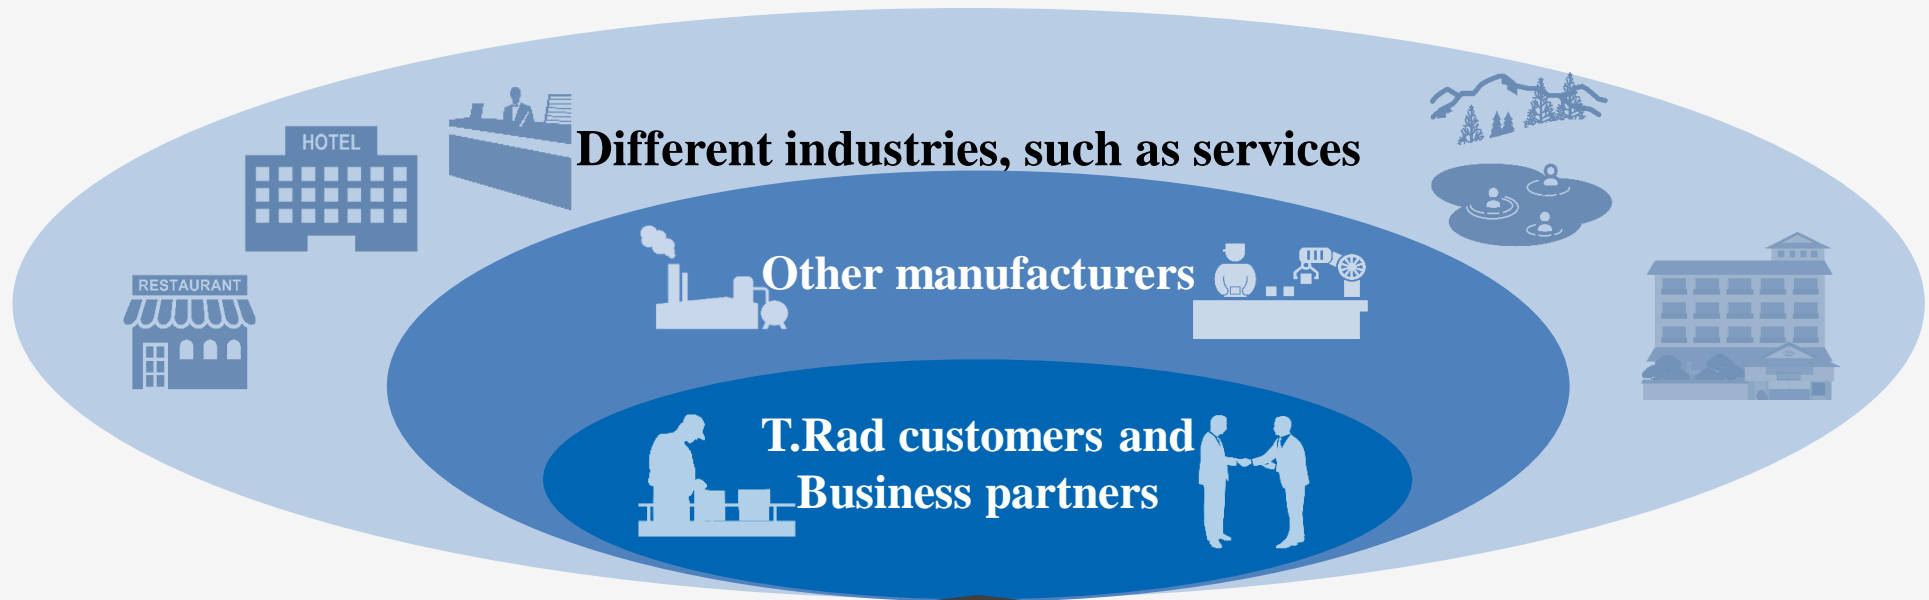 Different industries, such as services
HOTEL
RESTAURANT
Other manufacturers
T.Rad customers and
Business partners